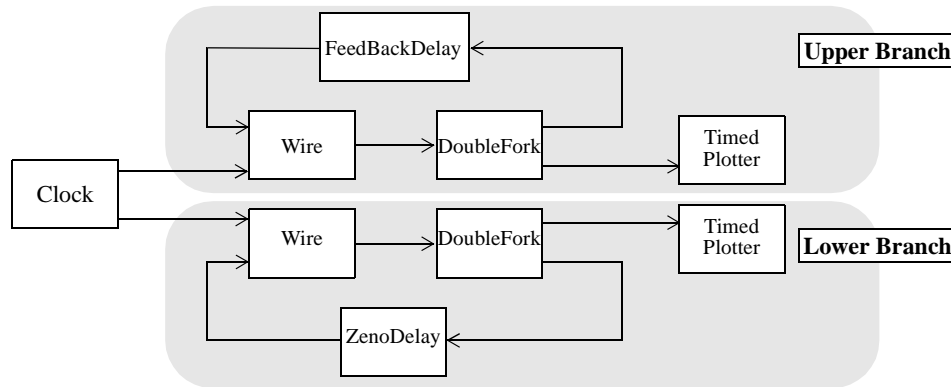 FeedBackDelay
Upper Branch
Wire
DoubleFork
Timed
Plotter
Clock
Wire
DoubleFork
Timed
Plotter
Lower Branch
ZenoDelay